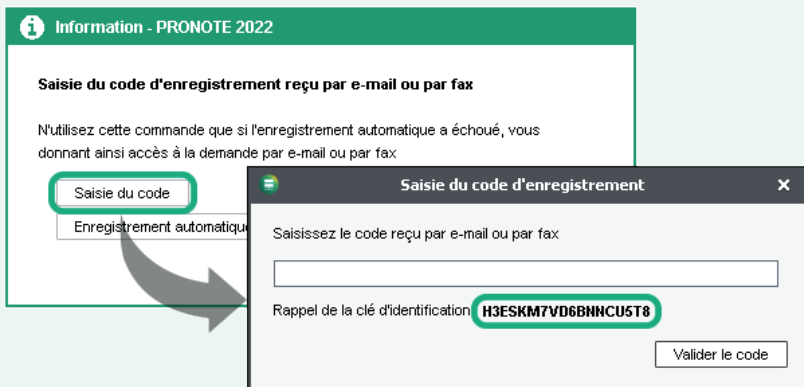 Information - PRONOTE 2022
Saisie du code d'enregistrement reçu par e-mail ou par fax
N'utilisez cette commande que si l'enregistrement automatique a échoué, vous
donnant ainsi accès à la demande par e-mail ou par fax
Saisie du code
Enregistrement automatique
Saisie du code d'enregistrement
Saisissez le code reçu par e-mail ou par fax
Rappel de la clé d'identification H3ESKM7VD6BNNCU5T8
Valider le code